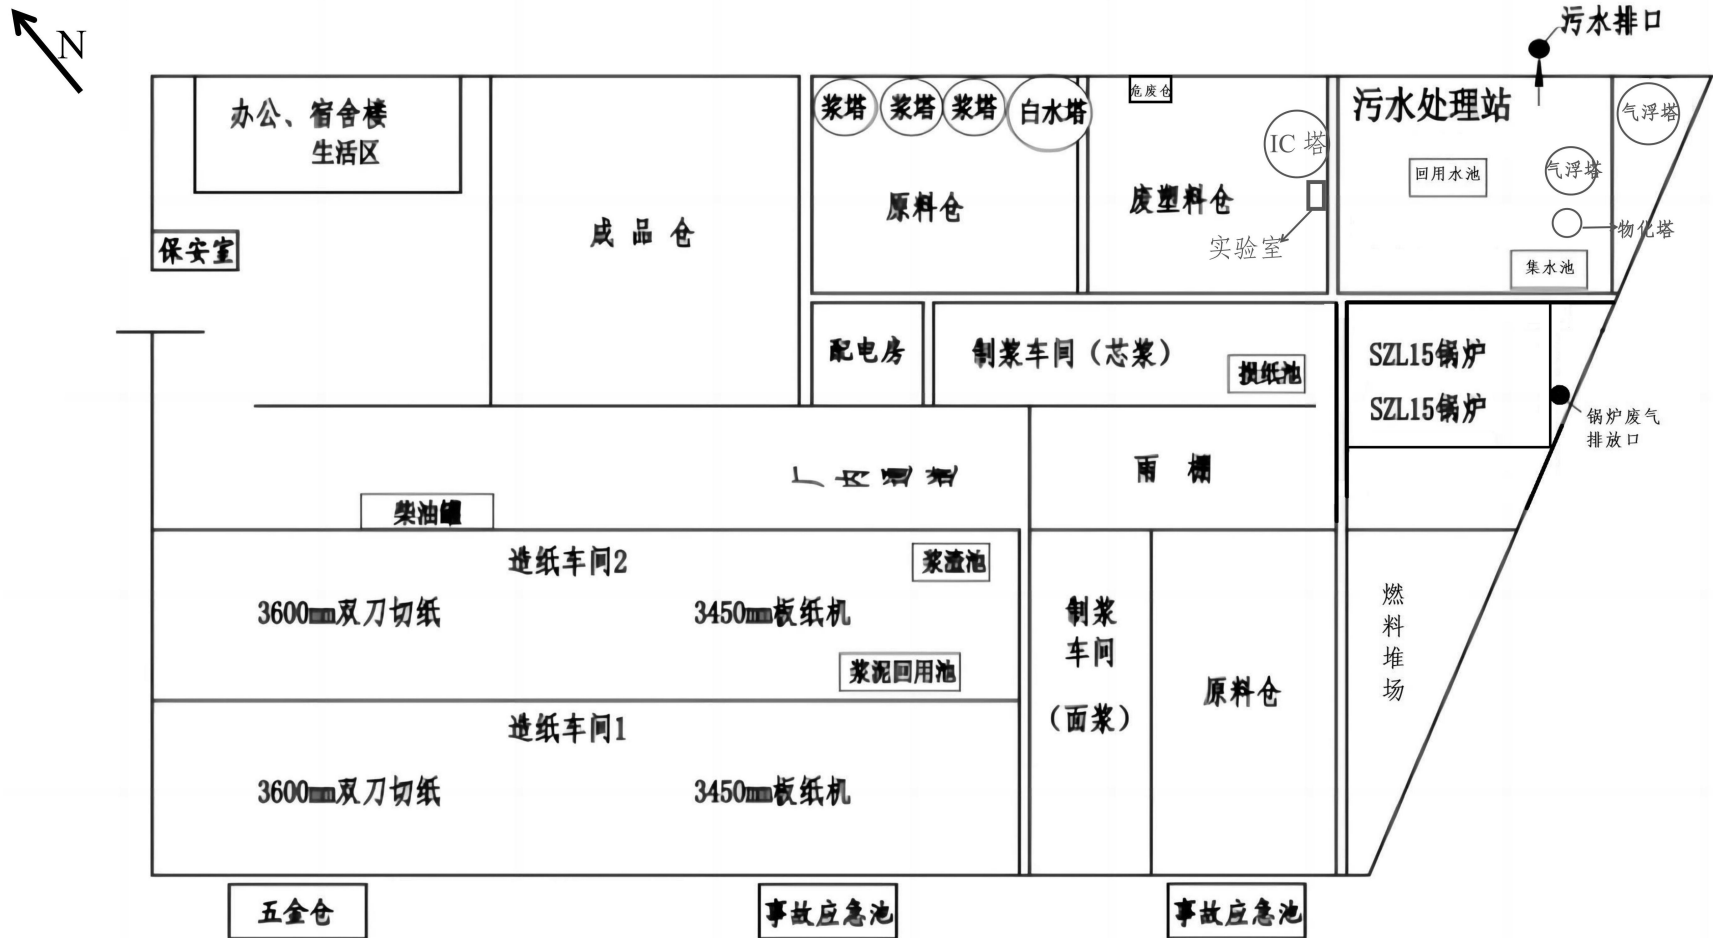 污水排口
N
办公、宿舍楼
生活区
浆塔
浆塔
浆塔
白水塔
危废仓
污水处理站
气浮塔
IC 塔
回用水池
气浮塔
成 品 仓
原料仓
废塑料仓
物化塔
保安室
实验室
集水池
配电房
制浆车间（芯浆）
损纸池
SZL15锅炉
SZL15锅炉
锅炉废气
排放口
厂 内
雨 棚
柴油罐
造纸车间2
浆渣池
3600mm双刀切纸
3450mm板纸机
浆泥回用池
制浆
车间
（面浆）
原料仓
燃
料
堆
场
造纸车间1
3600mm双刀切纸
3450mm板纸机
五金仓
事故应急池
事故应急池